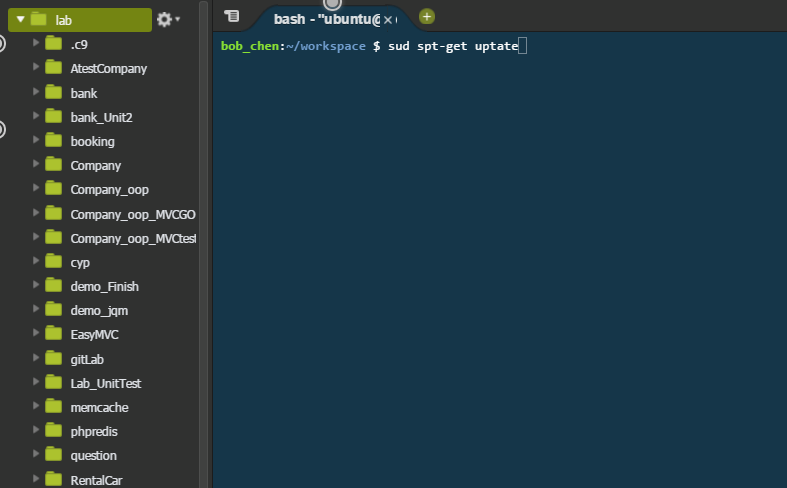 lab
.c9
AtestCompany
bank
bank_Unit2
booking
Company
Company_oop
Company_oop_MVCGO
Company_oop_MVCtest
cyp
demo_Finish
demo_jqm
EasyMVC
gitLab
Lab_UnitTest
memcache
phpredis
question
RentalCar
bash - "ubuntu@
bob_chen:~/workspace $ sud spt-get uptate